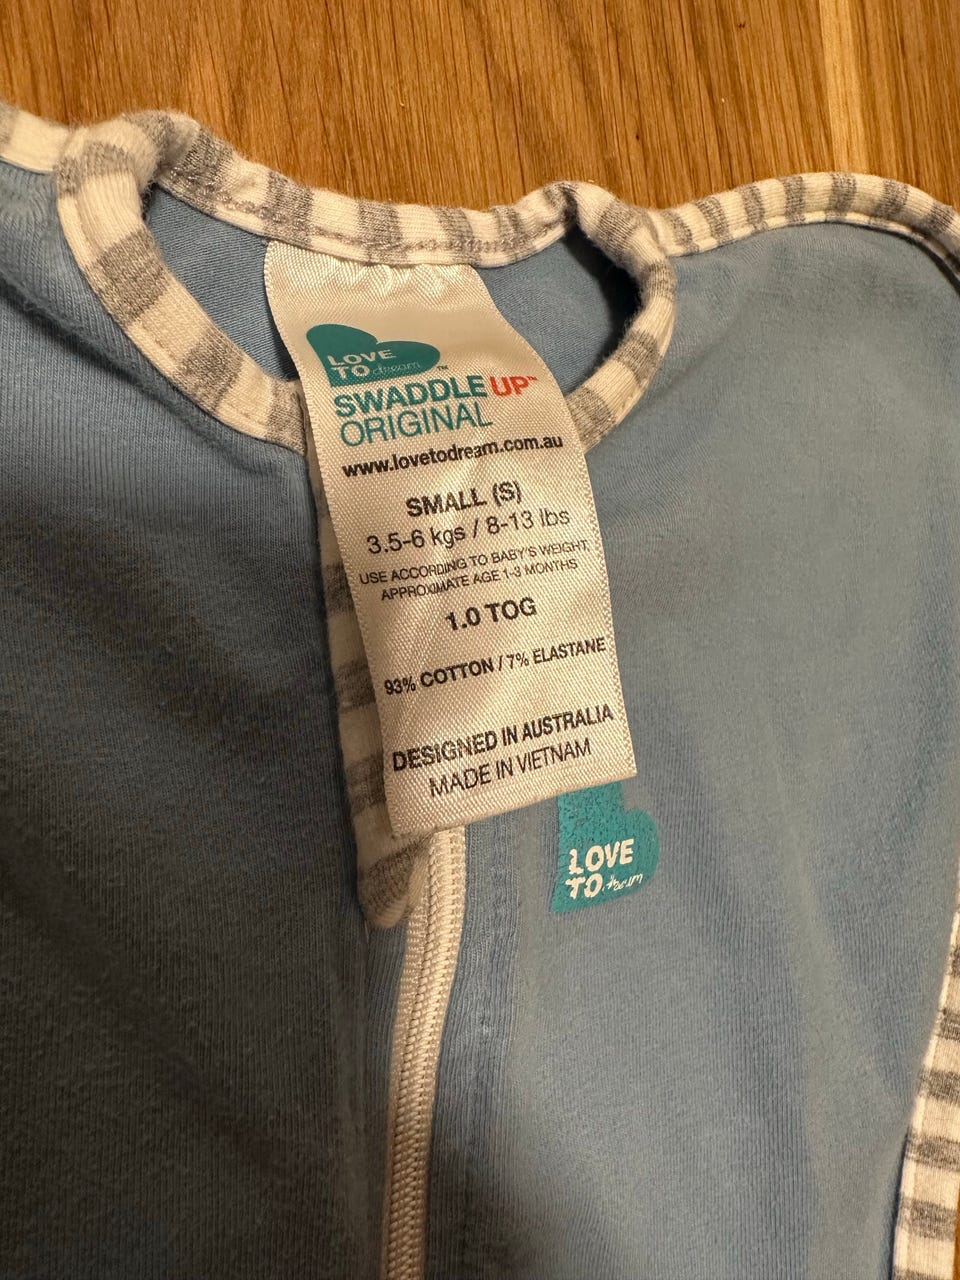 LOVE
TO dream™
SWADDLE UP™
ORIGINAL
www.lovetodream.com.au
SMALL (S)
3.5-6 kgs / 8-13 lbs
USE ACCORDING TO BABY'S WEIGHT,
APPROXIMATE AGE 1-3 MONTHS
1.0 TOG
93% COTTON / 7% ELASTANE
DESIGNED IN AUSTRALIA
MADE IN VIETNAM
LOVE
TO dream